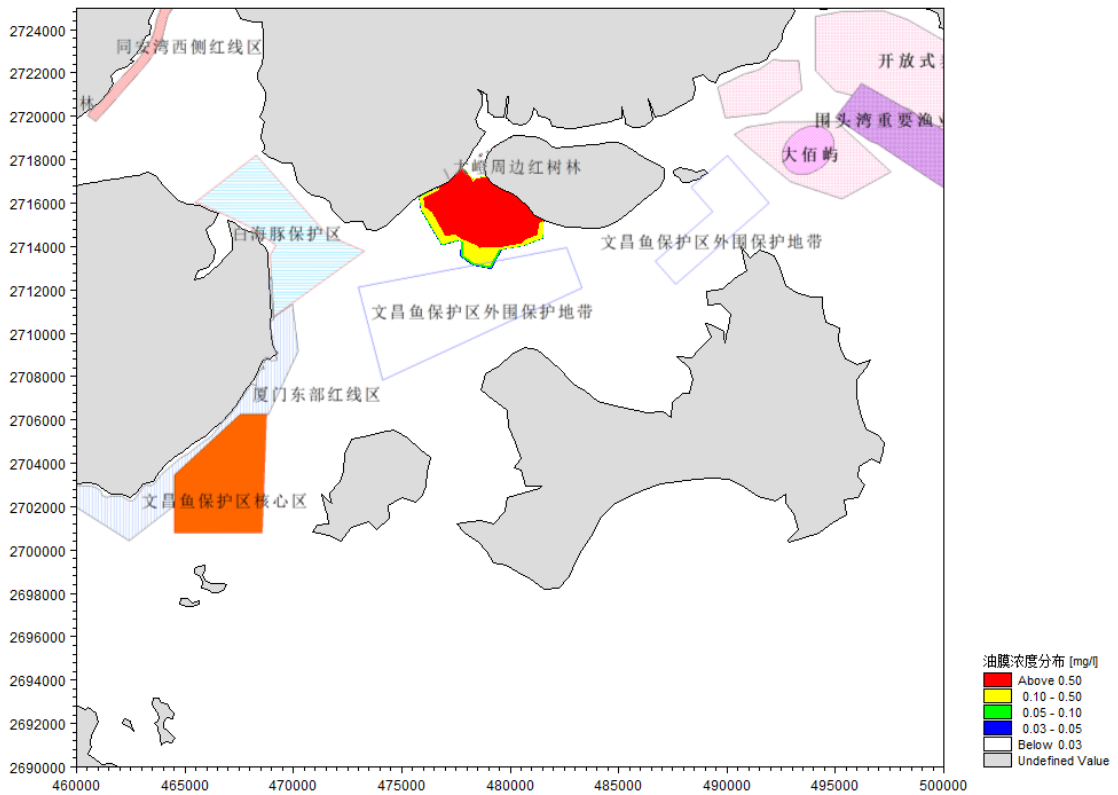 2724000
2722000
2720000
2718000
2716000
2714000
2712000
2710000
2708000
2706000
2704000
2702000
2700000
2698000
2696000
2694000
2692000
2690000
460000
465000
470000
475000
480000
485000
490000
495000
500000
同安湾西侧红线区
林
开放式
围头湾重要渔
大佰屿
大嶝周边红树林
白海豚保护区
文昌鱼保护区外围保护地带
文昌鱼保护区外围保护地带
厦门东部红线区
文昌鱼保护区核心区
油膜浓度分布 [mg/l]
Above 0.50
0.10 - 0.50
0.05 - 0.10
0.03 - 0.05
Below 0.03
Undefined Value